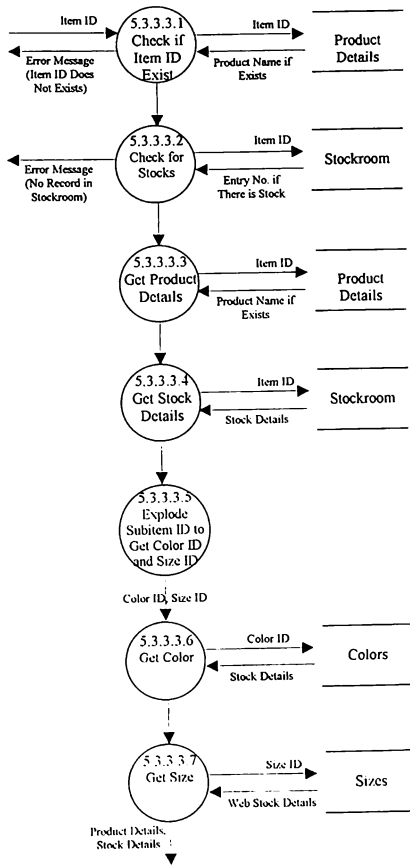 Item ID
5.3.3.3.1
Check if
Item ID
Exist
Item ID
Product
Details
Error Message
(Item ID Does
Not Exists)
Product Name if
Exists
5.3.3.3.2
Check for
Stocks
Item ID
Stockroom
Error Message
(No Record in
Stockroom)
Entry No. if
There is Stock
5.3.3.3.3
Get Product
Details
Item ID
Product
Details
Product Name if
Exists
5.3.3.3.4
Get Stock
Details
Item ID
Stockroom
Stock Details
5.3.3.3.5
Explode
Subitem ID to
Get Color ID
and Size ID
Color ID, Size ID
5.3.3.3.6
Get Color
Color ID
Colors
Stock Details
5.3.3.3.7
Get Size
Size ID
Sizes
Web Stock Details
Product Details,
Stock Details